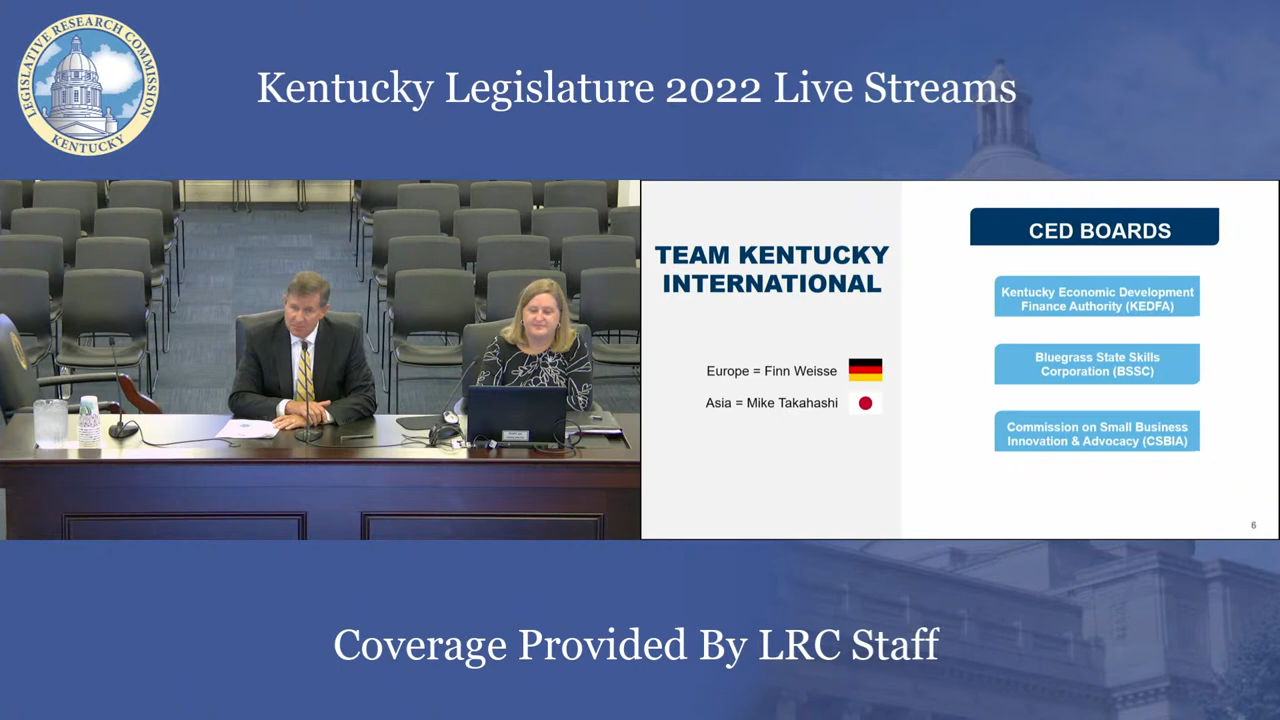 LEGISLATIVE RESEARCH COMMISSION
KENTUCKY
Kentucky Legislature 2022 Live Streams
TEAM KENTUCKY
INTERNATIONAL
Europe = Finn Weisse
Asia = Mike Takahashi
CED BOARDS
Kentucky Economic Development
Finance Authority (KEDFA)
Bluegrass State Skills
Corporation (BSSC)
Commission on Small Business
Innovation & Advocacy (CSBIA)
6
Coverage Provided By LRC Staff